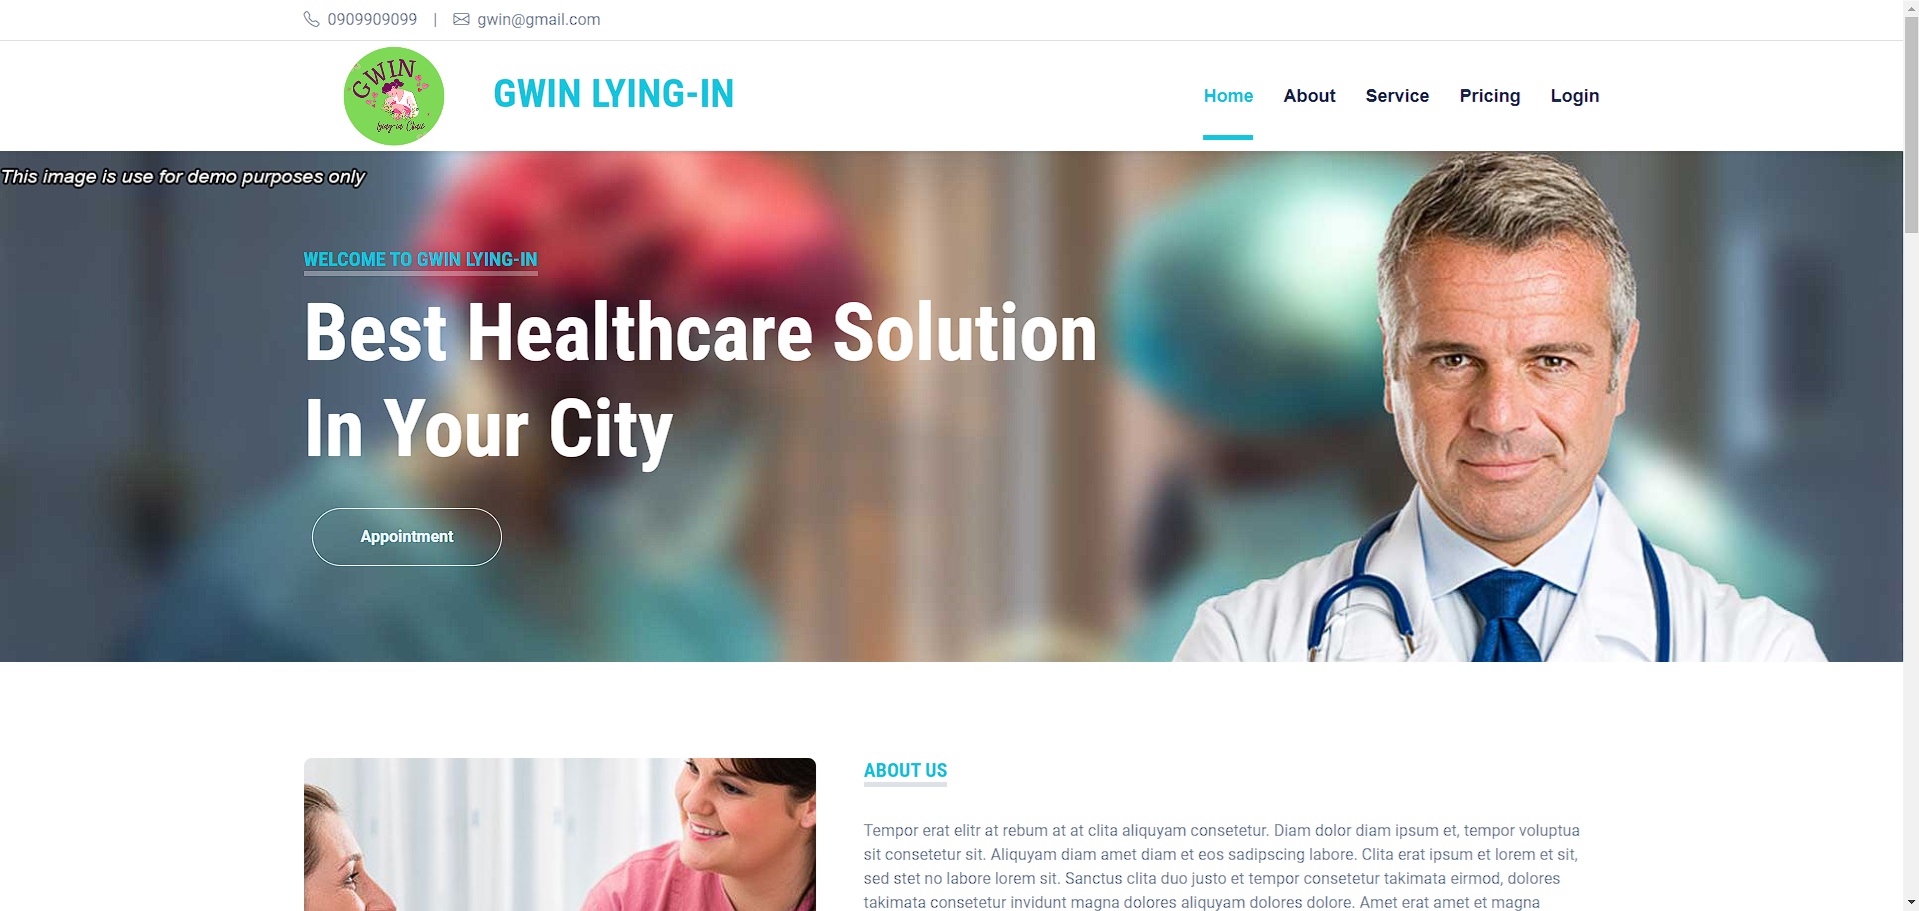 0909909099 | gwin@gmail.com
GWIN
lying-in Clinic
GWIN LYING-IN
Home About Service Pricing Login
This image is use for demo purposes only
WELCOME TO GWIN LYING-IN
Best Healthcare Solution
In Your City
Appointment
ABOUT US
Tempor erat elitr at rebum at at clita aliquyam consetetur. Diam dolor diam ipsum et, tempor voluptua
sit consetetur sit. Aliquyam diam amet diam et eos sadipscing labore. Clita erat ipsum et lorem et sit,
sed stet no labore lorem sit. Sanctus clita duo justo et tempor consetetur takimata eirmod, dolores
takimata consetetur invidunt magna dolores aliquyam dolores dolore. Amet erat amet et magna